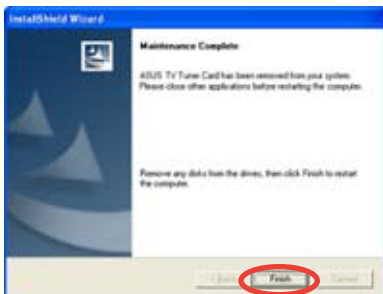 InstallShield Wizard
Maintenance Complete
ASUS TV Tuner Card has been removed from your system.
Please close other applications before restarting the computer.
Remove any disks from the drives, then click Finish to restart
the computer.
< Back
Finish
Cancel